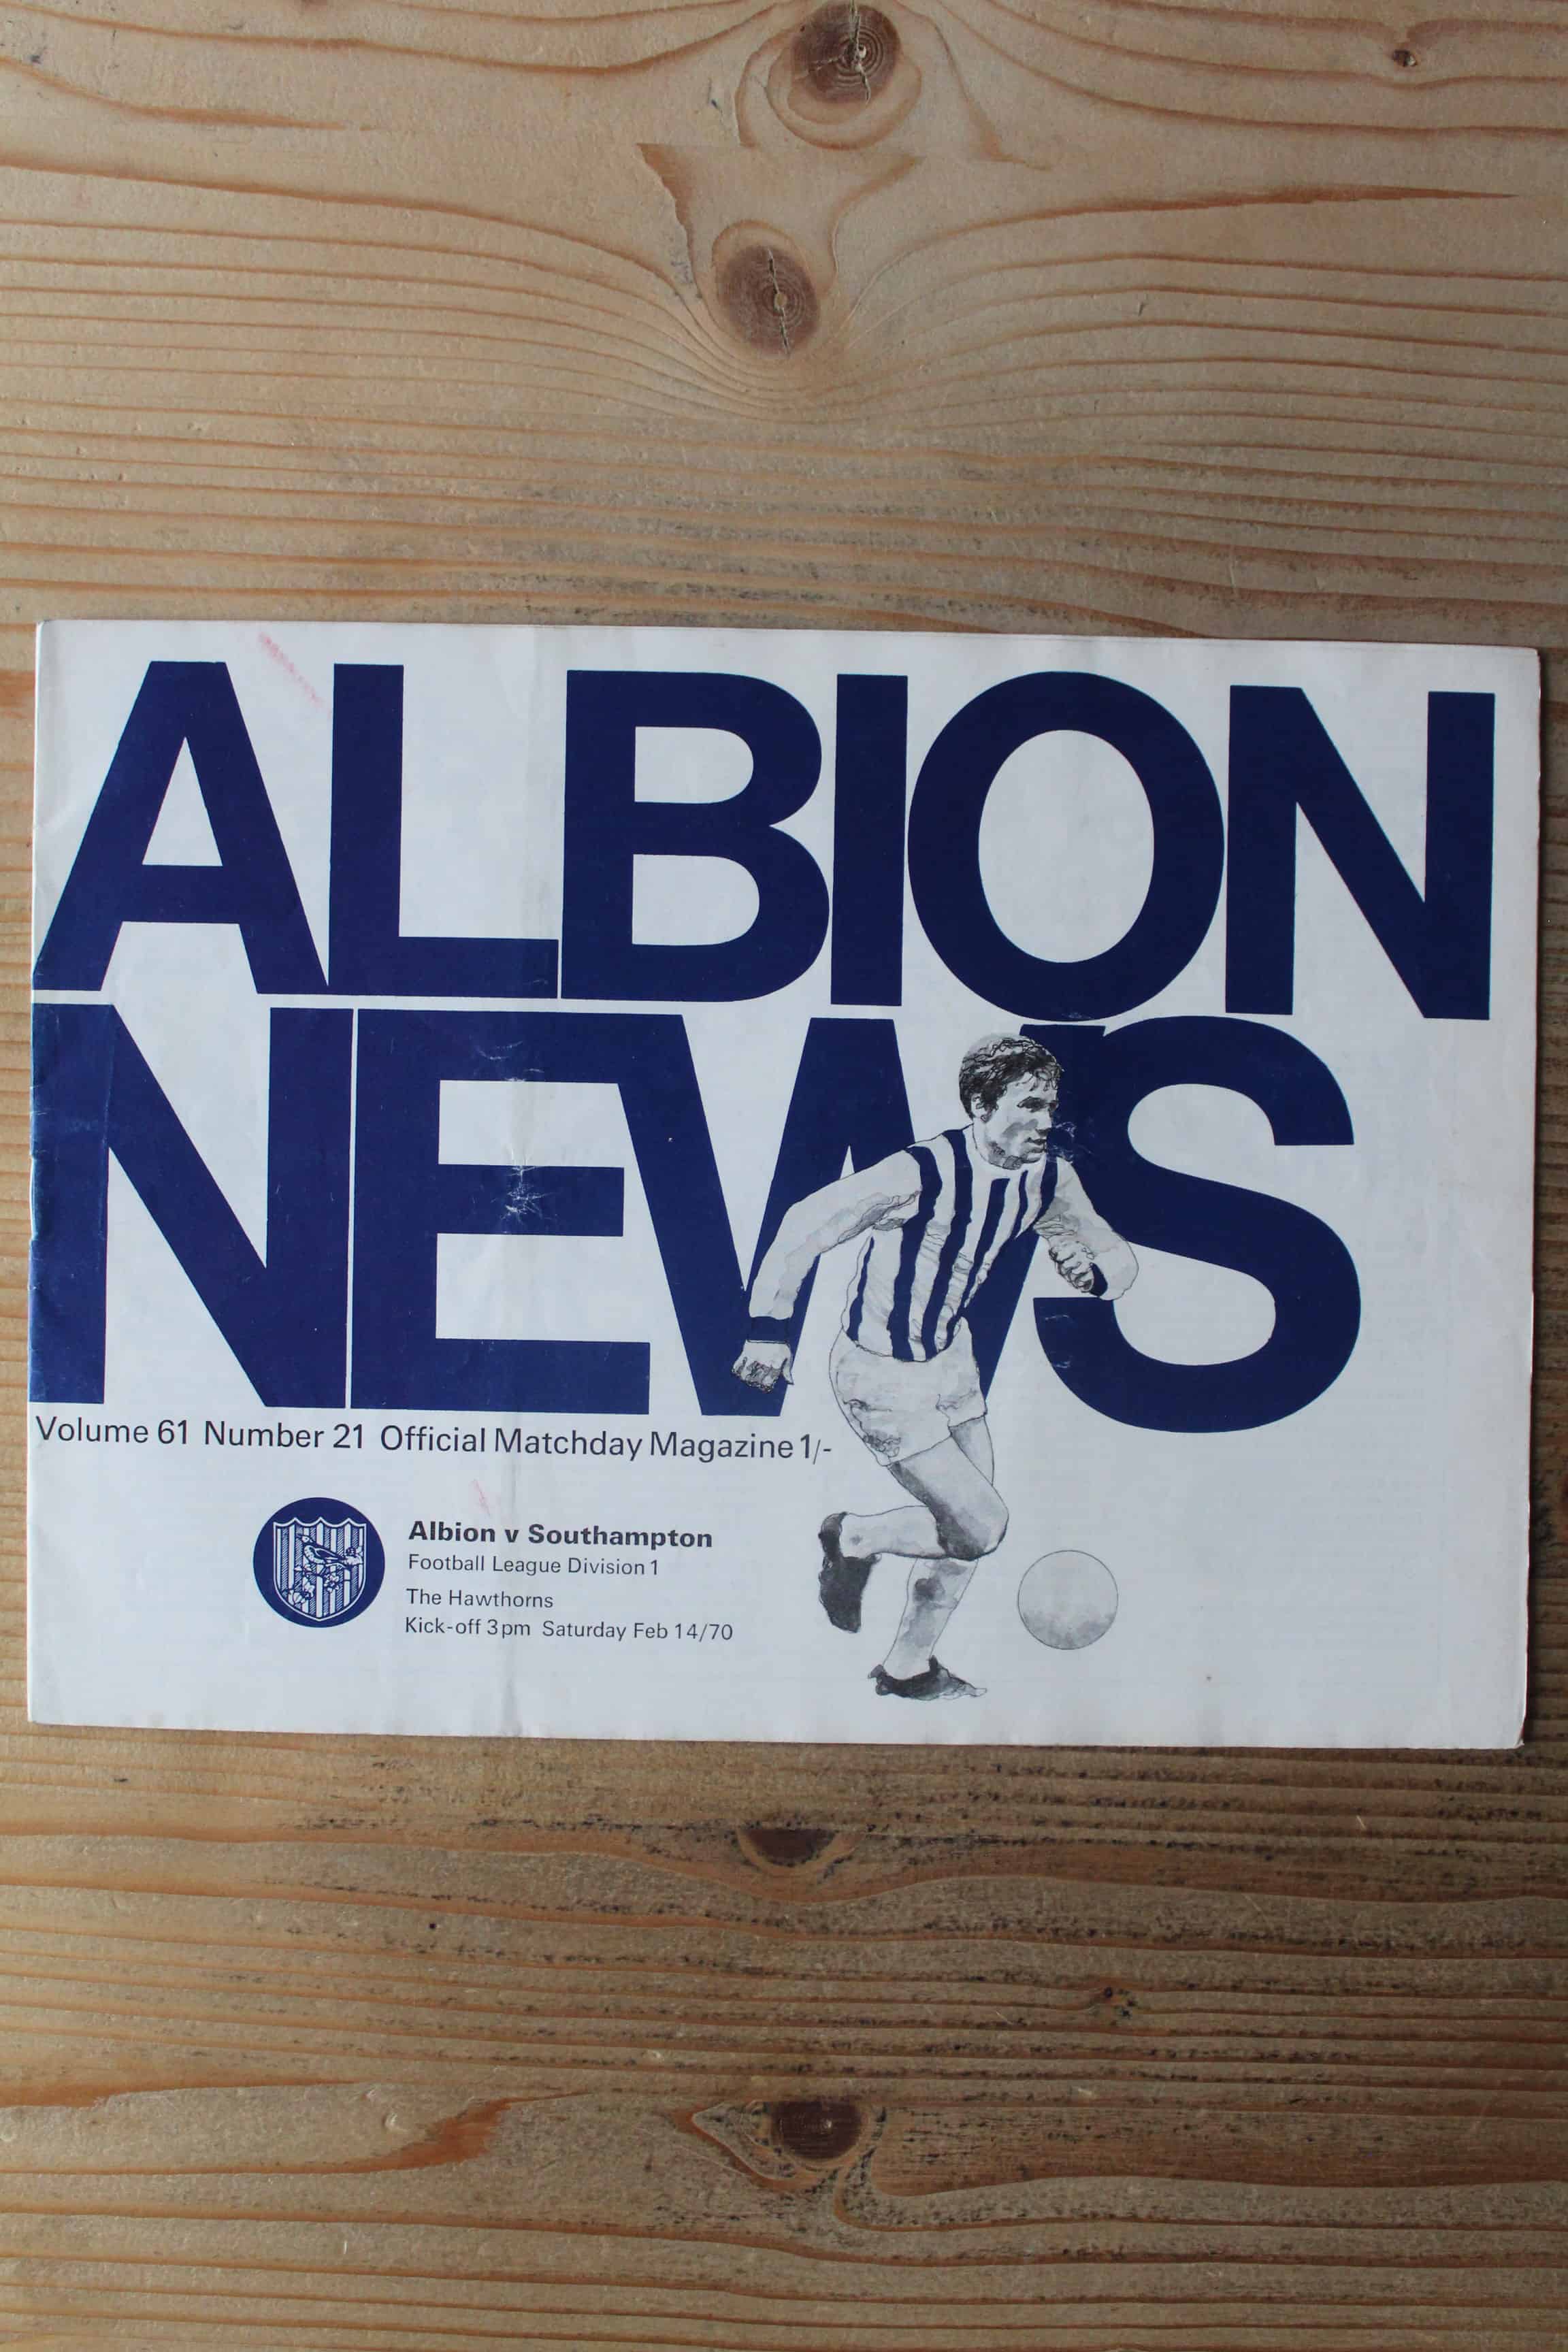 ALBION
NEWS
Volume 61 Number 21 Official Matchday Magazine 1/-
Albion v Southampton
Football League Division 1
The Hawthorns
Kick-off 3pm Saturday Feb 14/70